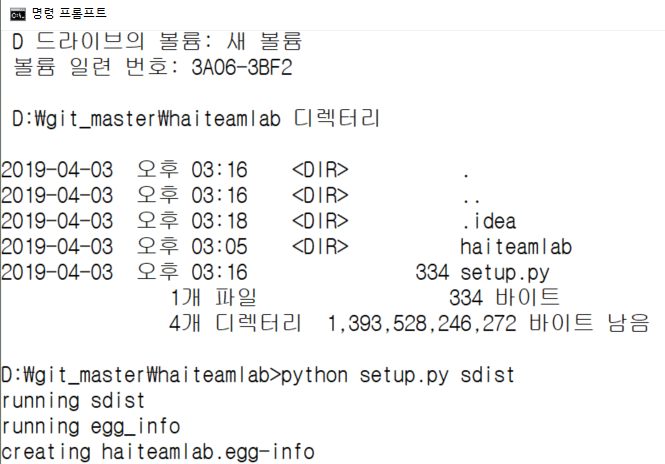 명령 프롬프트
D 드라이브의 볼륨: 새 볼륨
볼륨 일련 번호: 3A06-3BF2
D:₩git_master₩haiteamlab 디렉터리
2019-04-03 오후 03:16 <DIR> .
2019-04-03 오후 03:16 <DIR> ..
2019-04-03 오후 03:18 <DIR> .idea
2019-04-03 오후 03:05 <DIR> haiteamlab
2019-04-03 오후 03:16 334 setup.py
1개 파일 334 바이트
4개 디렉터리 1,393,528,246,272 바이트 남음
D:₩git_master₩haiteamlab>python setup.py sdist
running sdist
running egg_info
creating haiteamlab.egg-info